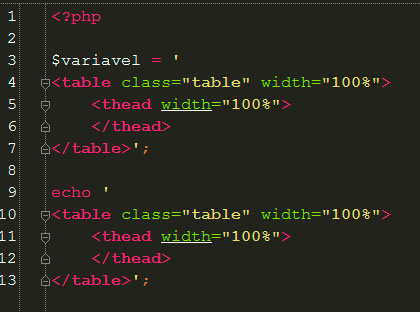 1 <?php
2
3 $variavel = '
4 <table class="table" width="100%">
5     <thead width="100%">
6     </thead>
7 </table>';
8
9 echo '
10 <table class="table" width="100%">
11     <thead width="100%">
12     </thead>
13 </table>';